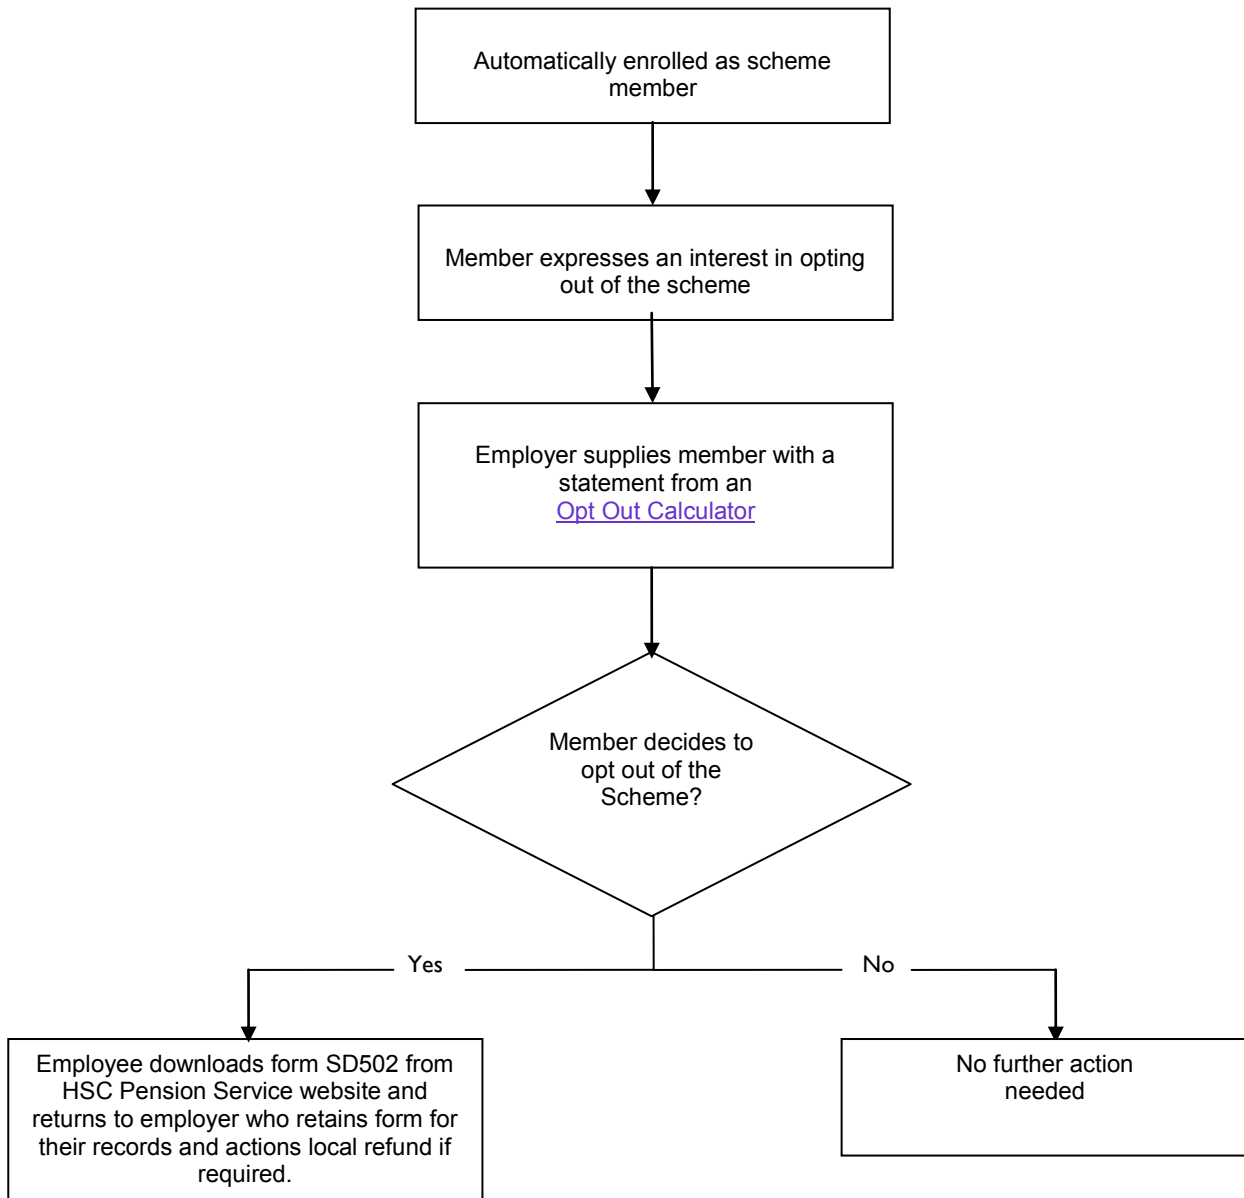 Automatically enrolled as scheme
member
Member expresses an interest in opting
out of the scheme
Employer supplies member with a
statement from an
Opt Out Calculator
Member decides to
opt out of the
Scheme?
Yes
No
Employee downloads form SD502 from
HSC Pension Service website and
returns to employer who retains form for
their records and actions local refund if
required.
No further action
needed